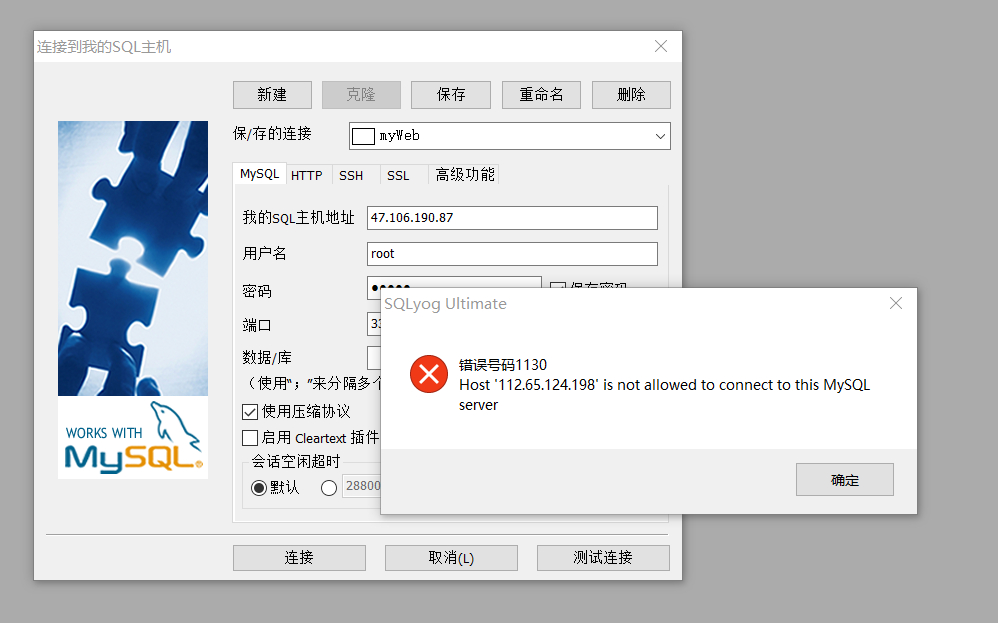 连接到我的SQL主机
新建 克隆 保存 重命名 删除
保/存的连接 myWeb
MySQL HTTP SSH SSL 高级功能
我的SQL主机地址 47.106.190.87
用户名 root
密码 ●●●●●
端口
数据/库
（使用“；”来分隔多个
使用压缩协议
启用 Cleartext 插件
会话空闲超时
默认 28800
WORKS WITH
MySQL®
连接 取消(L) 测试连接
SQLyog Ultimate
错误号码1130
Host '112.65.124.198' is not allowed to connect to this MySQL
server
确定